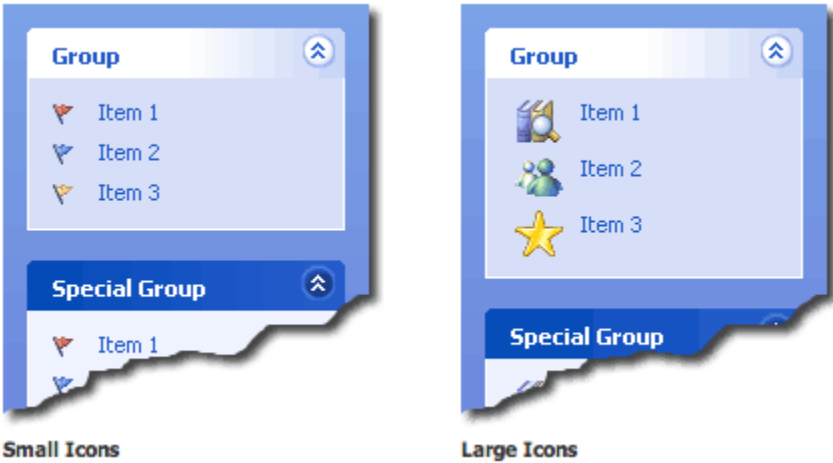 Group
Item 1
Item 2
Item 3
Special Group
Item 1
Small Icons
Group
Item 1
Item 2
Item 3
Special Group
Large Icons